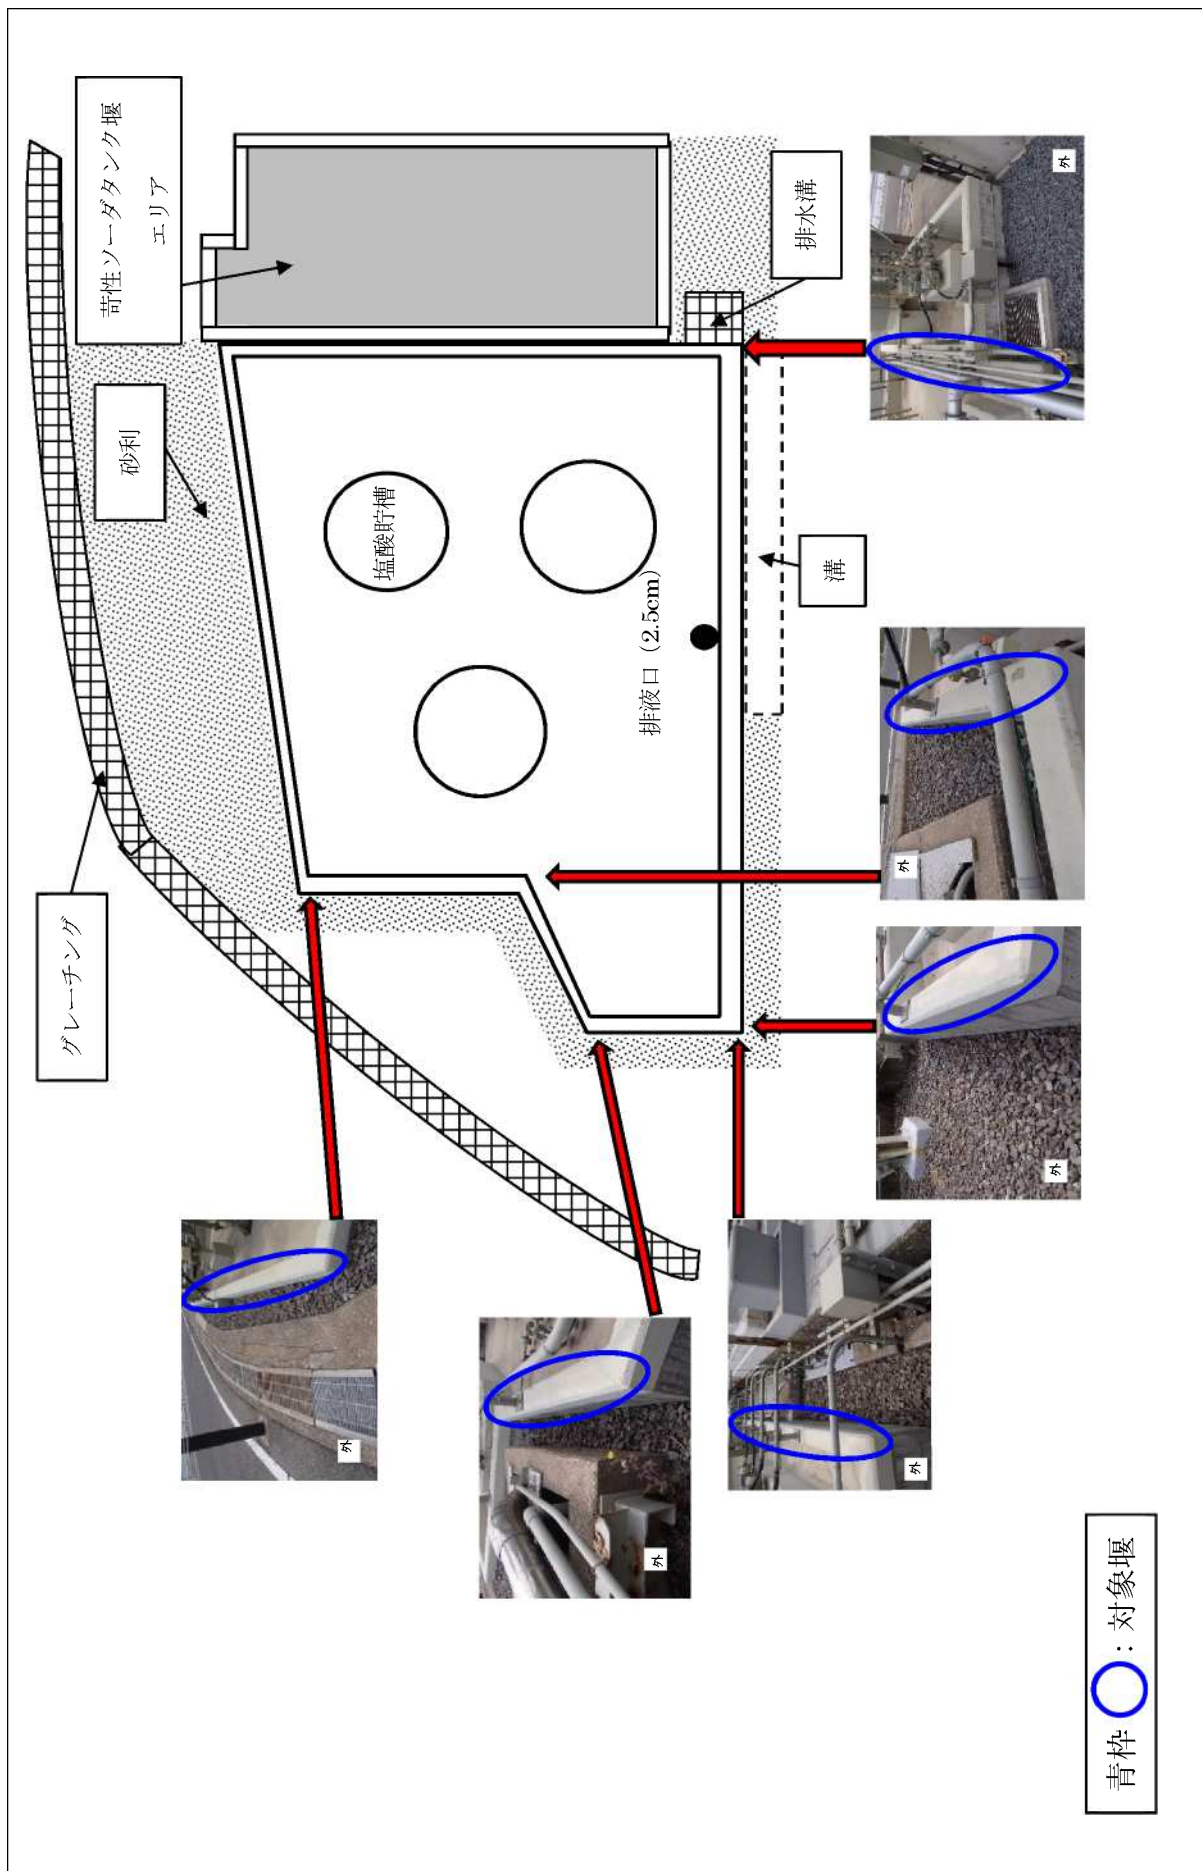 グレーチング
砂利
苛性ソーダタンク堰
エリア
塩酸貯槽
排液口（2.5cm）
溝
排水溝
外
外
外
外
外
外
青枠 ：対象堰